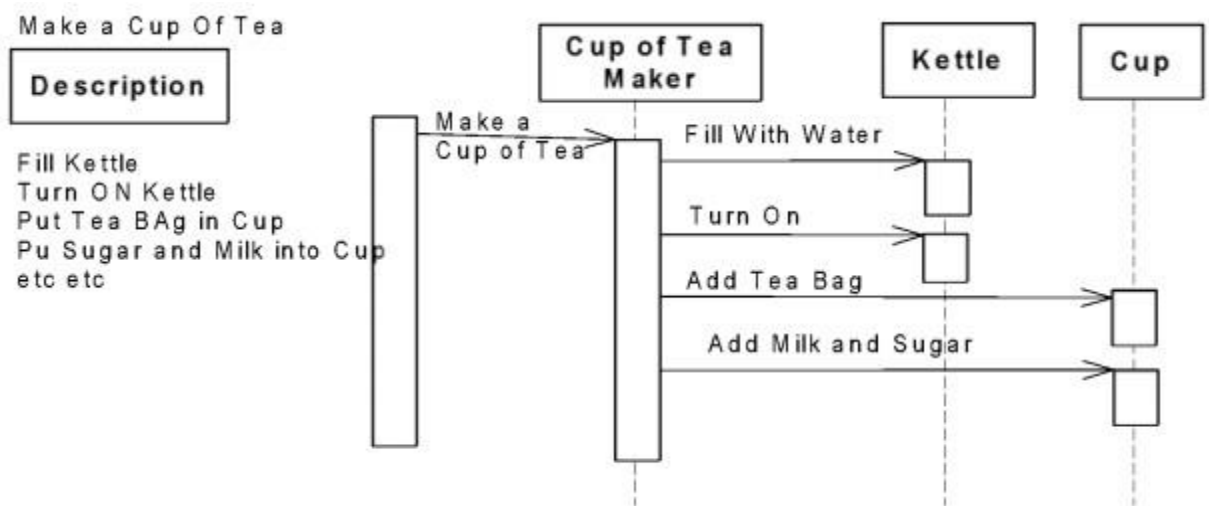 Make a Cup Of Tea
Description
Fill Kettle
Turn ON Kettle
Put Tea BAg in Cup
Pu Sugar and Milk into Cup
etc etc
Cup of Tea
Maker
Kettle
Cup
Make a
Cup of Tea
Fill With Water
Turn On
Add Tea Bag
Add Milk and Sugar